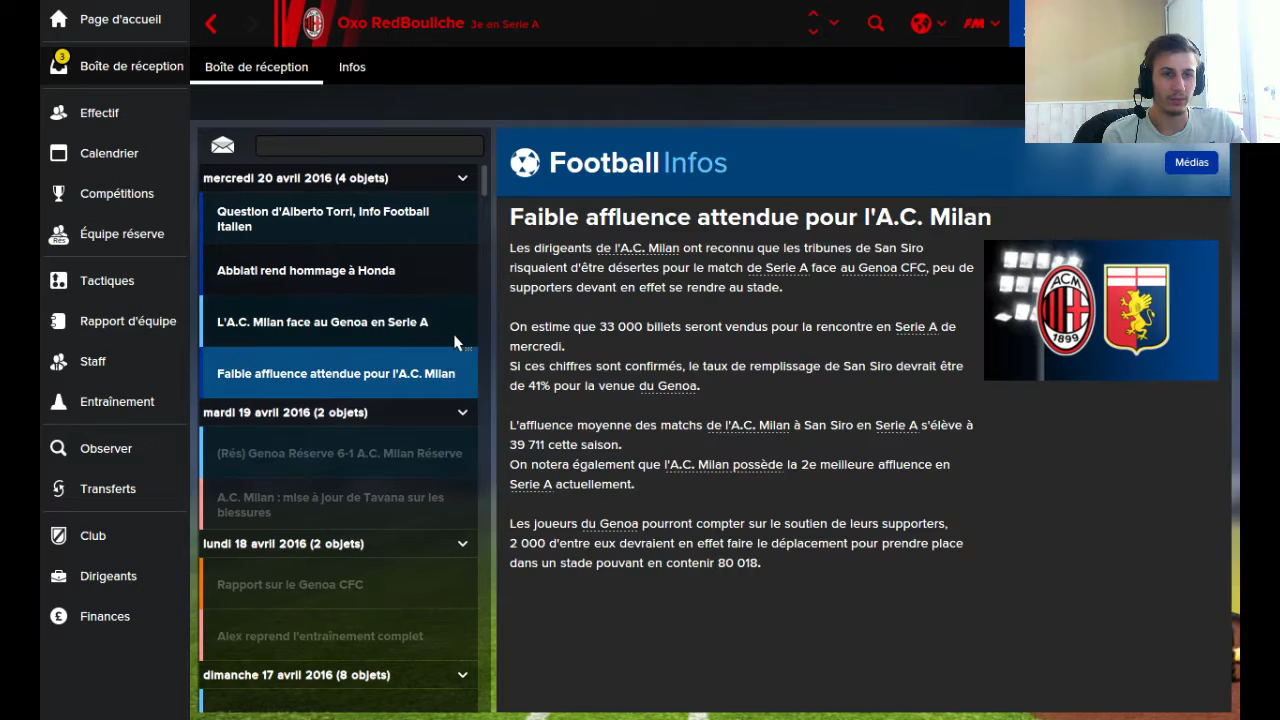 Page d'accueil
Oxo RedBouliche 3e en Serie A
FM
3
Boîte de réception
Boîte de réception Infos
Effectif
Calendrier
Compétitions
Rés
Équipe réserve
Tactiques
Rapport d'équipe
Staff
Entraînement
Observer
Transferts
Club
Dirigeants
Finances
mercredi 20 avril 2016 (4 objets)
Question d'Alberto Torri, Info Football
Italien
Abbiati rend hommage à Honda
L'A.C. Milan face au Genoa en Serie A
Faible affluence attendue pour l'A.C. Milan
mardi 19 avril 2016 (2 objets)
(Rés) Genoa Réserve 6-1 A.C. Milan Réserve
A.C. Milan : mise à jour de Tavana sur les
blessures
lundi 18 avril 2016 (2 objets)
Rapport sur le Genoa CFC
Alex reprend l'entraînement complet
dimanche 17 avril 2016 (8 objets)
Football Infos
Médias
Faible affluence attendue pour l'A.C. Milan
Les dirigeants de l'A.C. Milan ont reconnu que les tribunes de San Siro
risquaient d'être désertes pour le match de Serie A face au Genoa CFC, peu de
supporters devant en effet se rendre au stade.
On estime que 33 000 billets seront vendus pour la rencontre en Serie A de
mercredi.
Si ces chiffres sont confirmés, le taux de remplissage de San Siro devrait être
de 41% pour la venue du Genoa.
L'affluence moyenne des matchs de l'A.C. Milan à San Siro en Serie A s'élève à
39 711 cette saison.
On notera également que l'A.C. Milan possède la 2e meilleure affluence en
Serie A actuellement.
Les joueurs du Genoa pourront compter sur le soutien de leurs supporters,
2 000 d'entre eux devraient en effet faire le déplacement pour prendre place
dans un stade pouvant en contenir 80 018.
ACM
1899